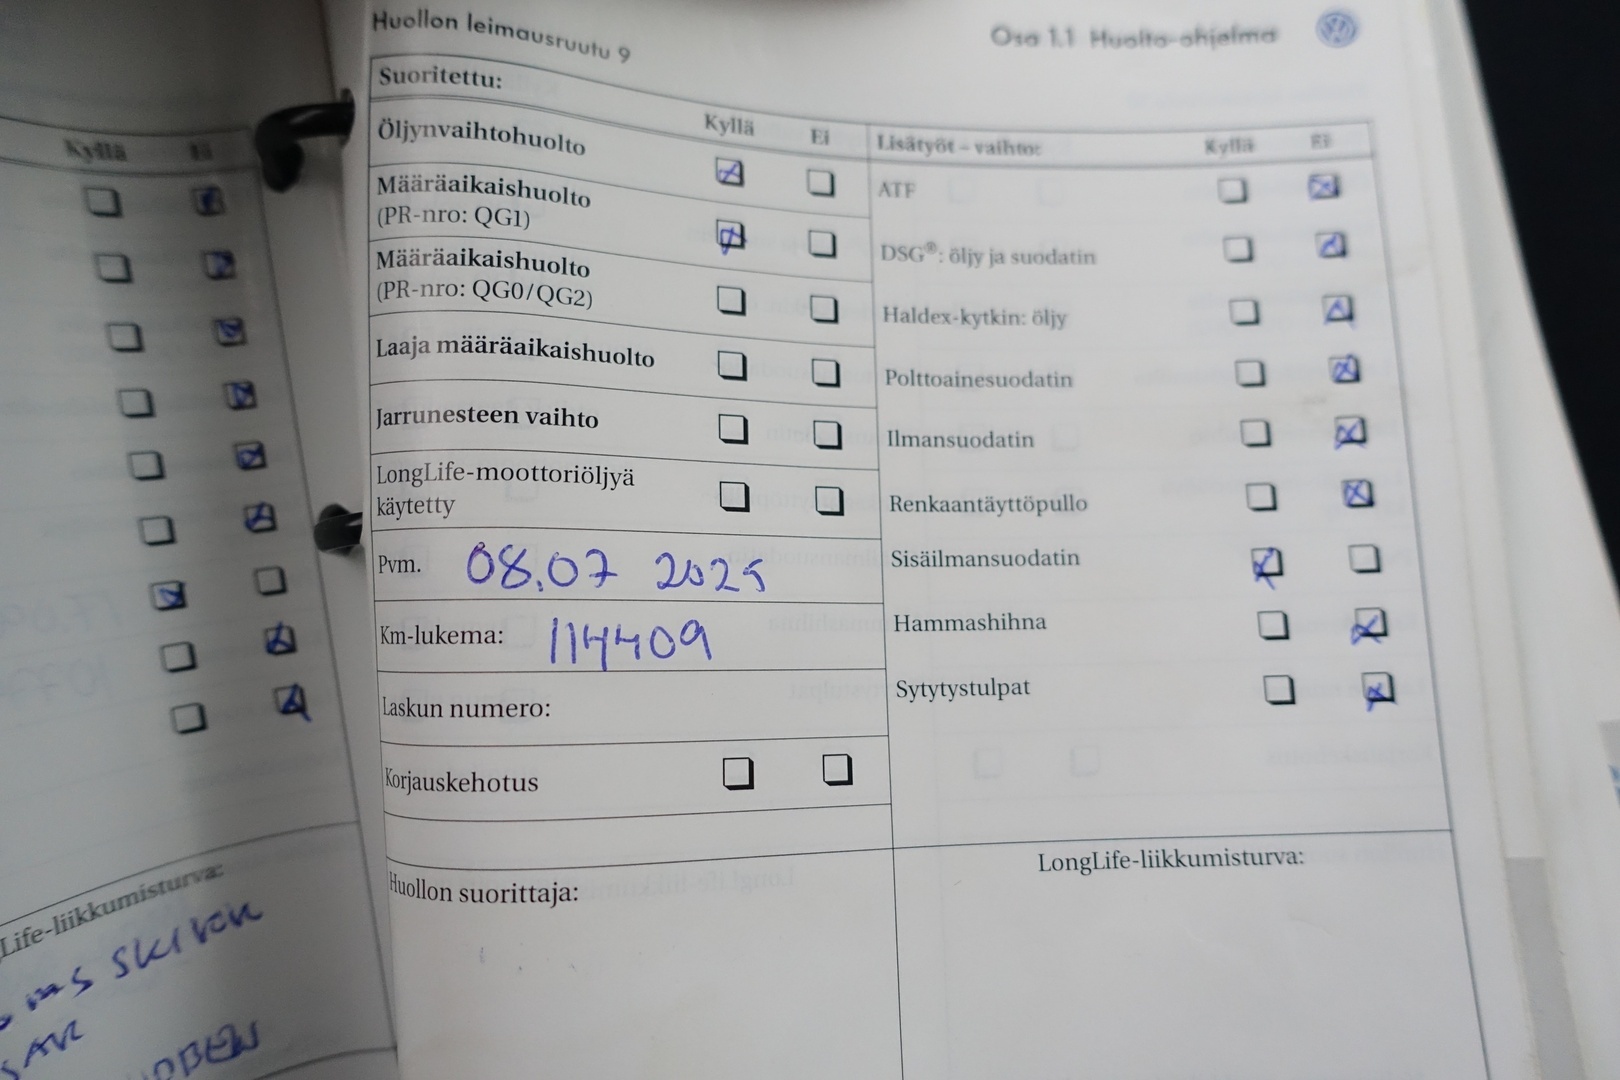 Kyllä
Life-liikkumisturva:
Huollon leimausruutu 9
Osa 1.1 Huolto-ohjelma
Suoritettu:
Kyllä Ei
Öljynvaihtohuolto
Määräaikaishuolto
(PR-nro: QG1)
Määräaikaishuolto
(PR-nro: QG0/QG2)
Laaja määräaikaishuolto
Jarrunesteen vaihto
LongLife-moottoriöljyä
käytetty
Pvm. 08.07 2025
Km-lukema: 114409
Laskun numero:
Korjauskehotus
Huollon suorittaja:
Lisätyöt – vaihto: Kyllä Ei
ATF
DSG®: öljy ja suodatin
Haldex-kytkin: öljy
Polttoainesuodatin
Ilmansuodatin
Renkaantäyttöpullo
Sisäilmansuodatin
Hammashihna
Sytytystulpat
LongLife-liikkumisturva: